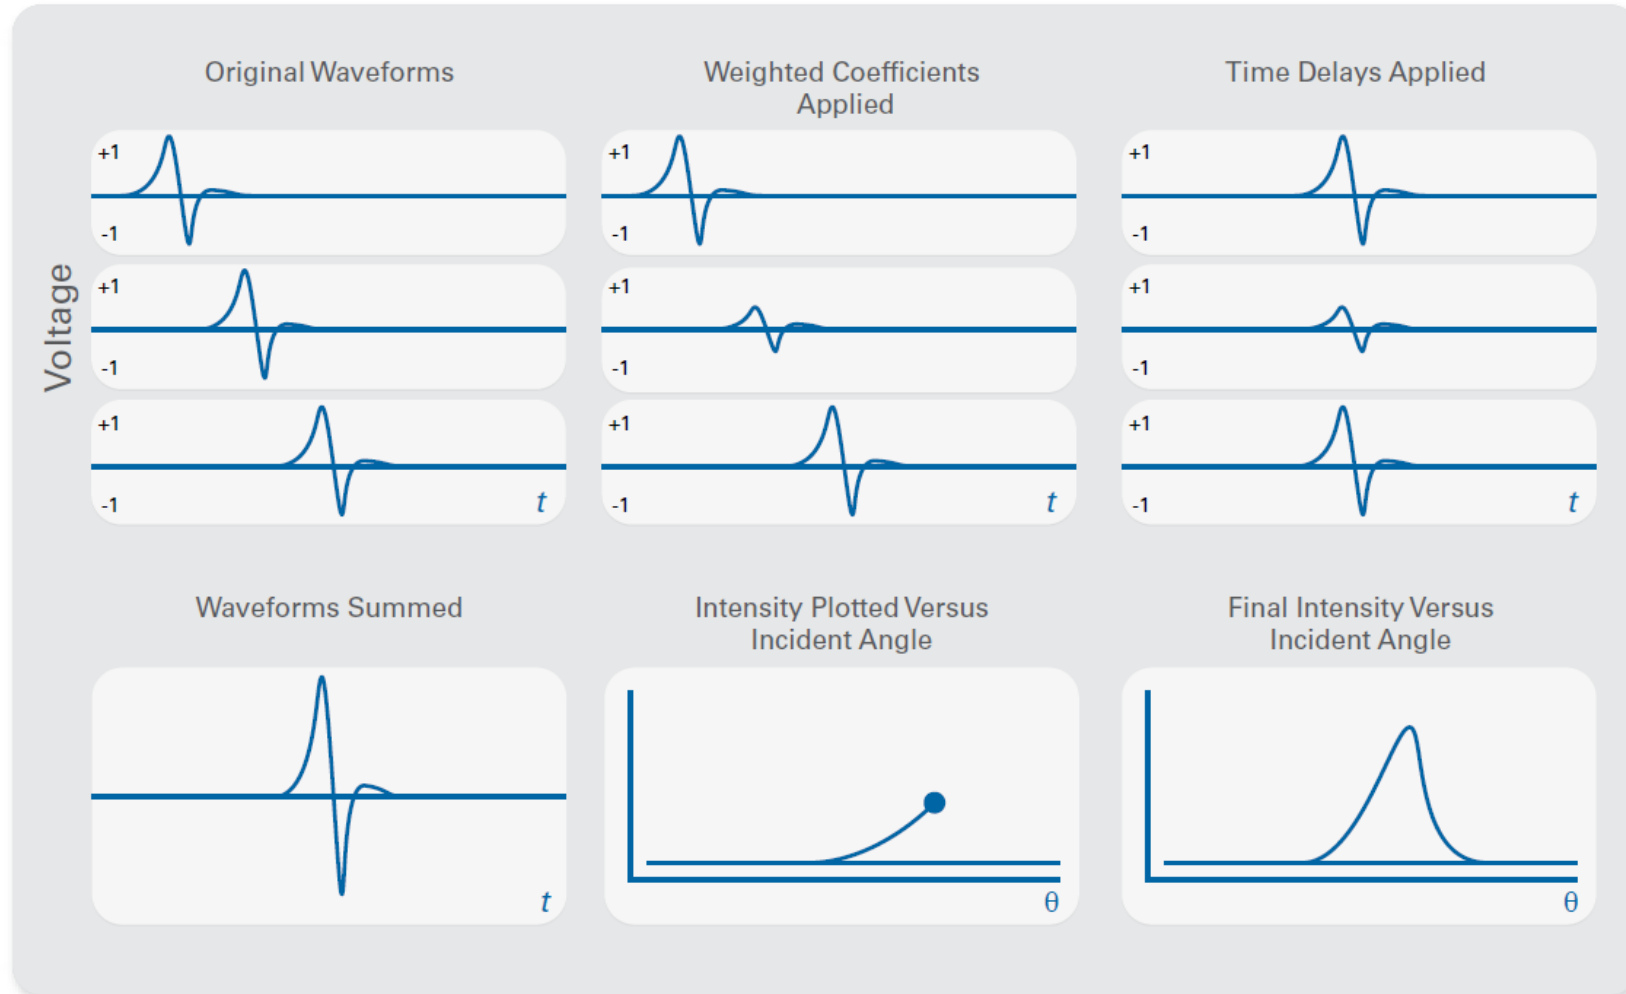 Original Waveforms
Weighted Coefficients
Applied
Time Delays Applied
Voltage
+1
-1
+1
-1
+1
-1
t
+1
-1
+1
-1
+1
-1
t
+1
-1
+1
-1
+1
-1
t
Waveforms Summed
Intensity Plotted Versus
Incident Angle
Final Intensity Versus
Incident Angle
t
θ
θ